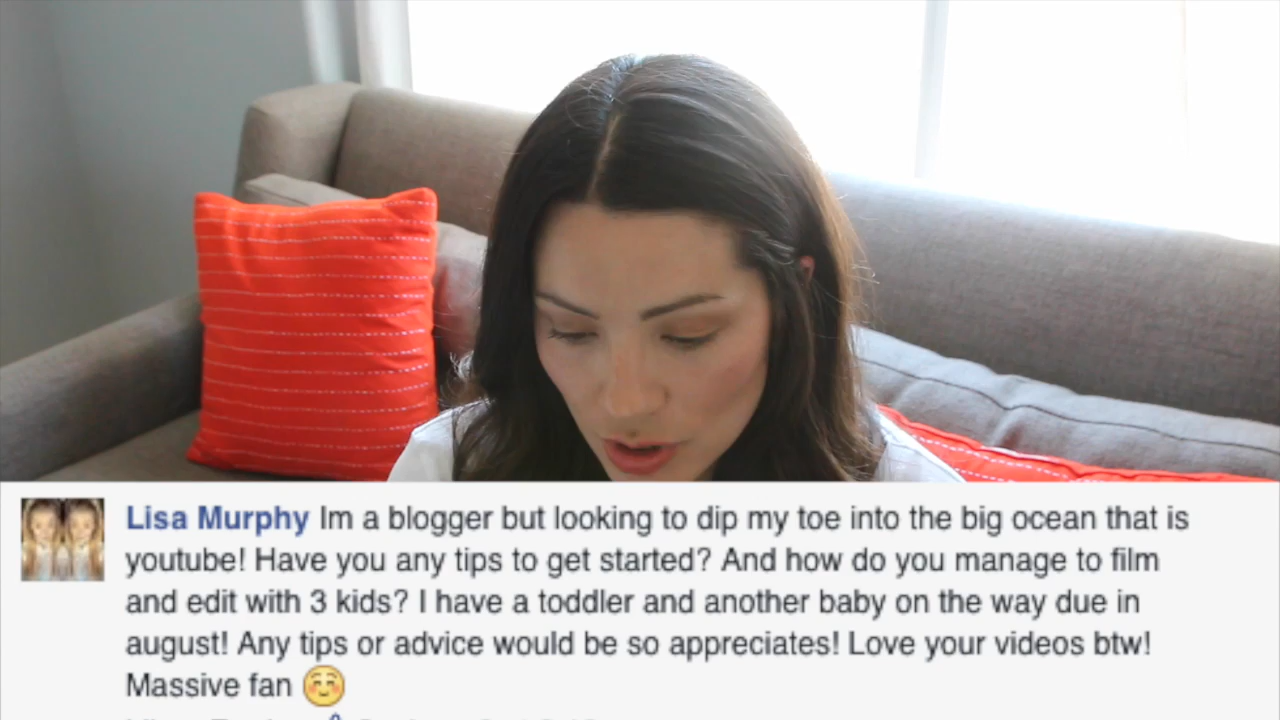 Lisa Murphy Im a blogger but looking to dip my toe into the big ocean that is
youtube! Have you any tips to get started? And how do you manage to film
and edit with 3 kids? I have a toddler and another baby on the way due in
august! Any tips or advice would be so appreciates! Love your videos btw!
Massive fan ☺️